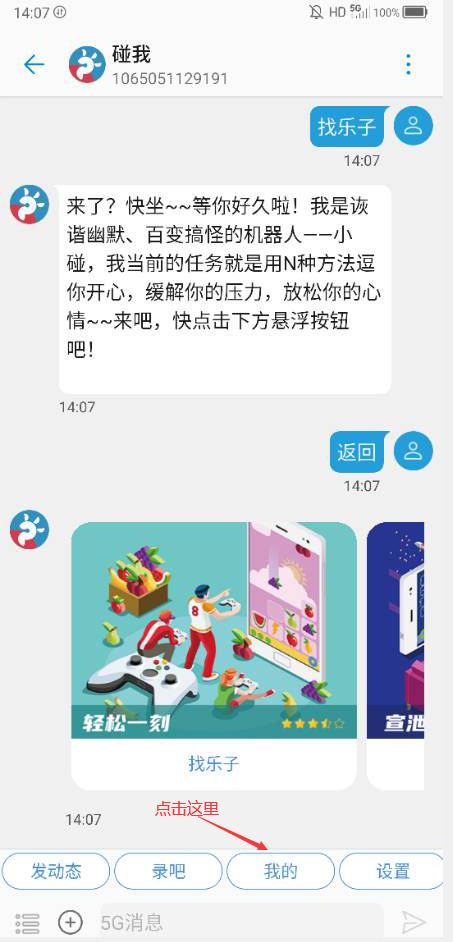 14:07 HD 5G 100%
碰我
1065051129191
找乐子
14:07
来了？快坐~~等你好久啦！我是诙
谐幽默、百变搞怪的机器人——小
碰，我当前的任务就是用N种方法逗
你开心，缓解你的压力，放松你的心
情~~来吧，快点击下方悬浮按钮
吧！
14:07
返回
14:07
8
轻松一刻
宣泄
找乐子
14:07
点击这里
发动态 录吧 我的 设置
5G消息